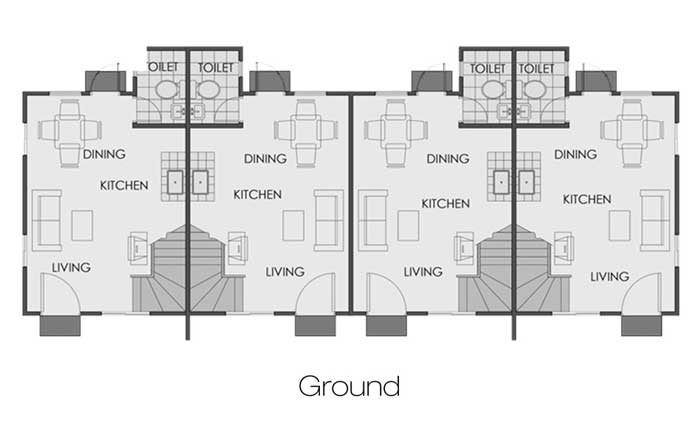 TOILET TOILET TOILET TOILET
DINING DINING DINING DINING
KITCHEN KITCHEN KITCHEN KITCHEN
LIVING LIVING LIVING LIVING
Ground